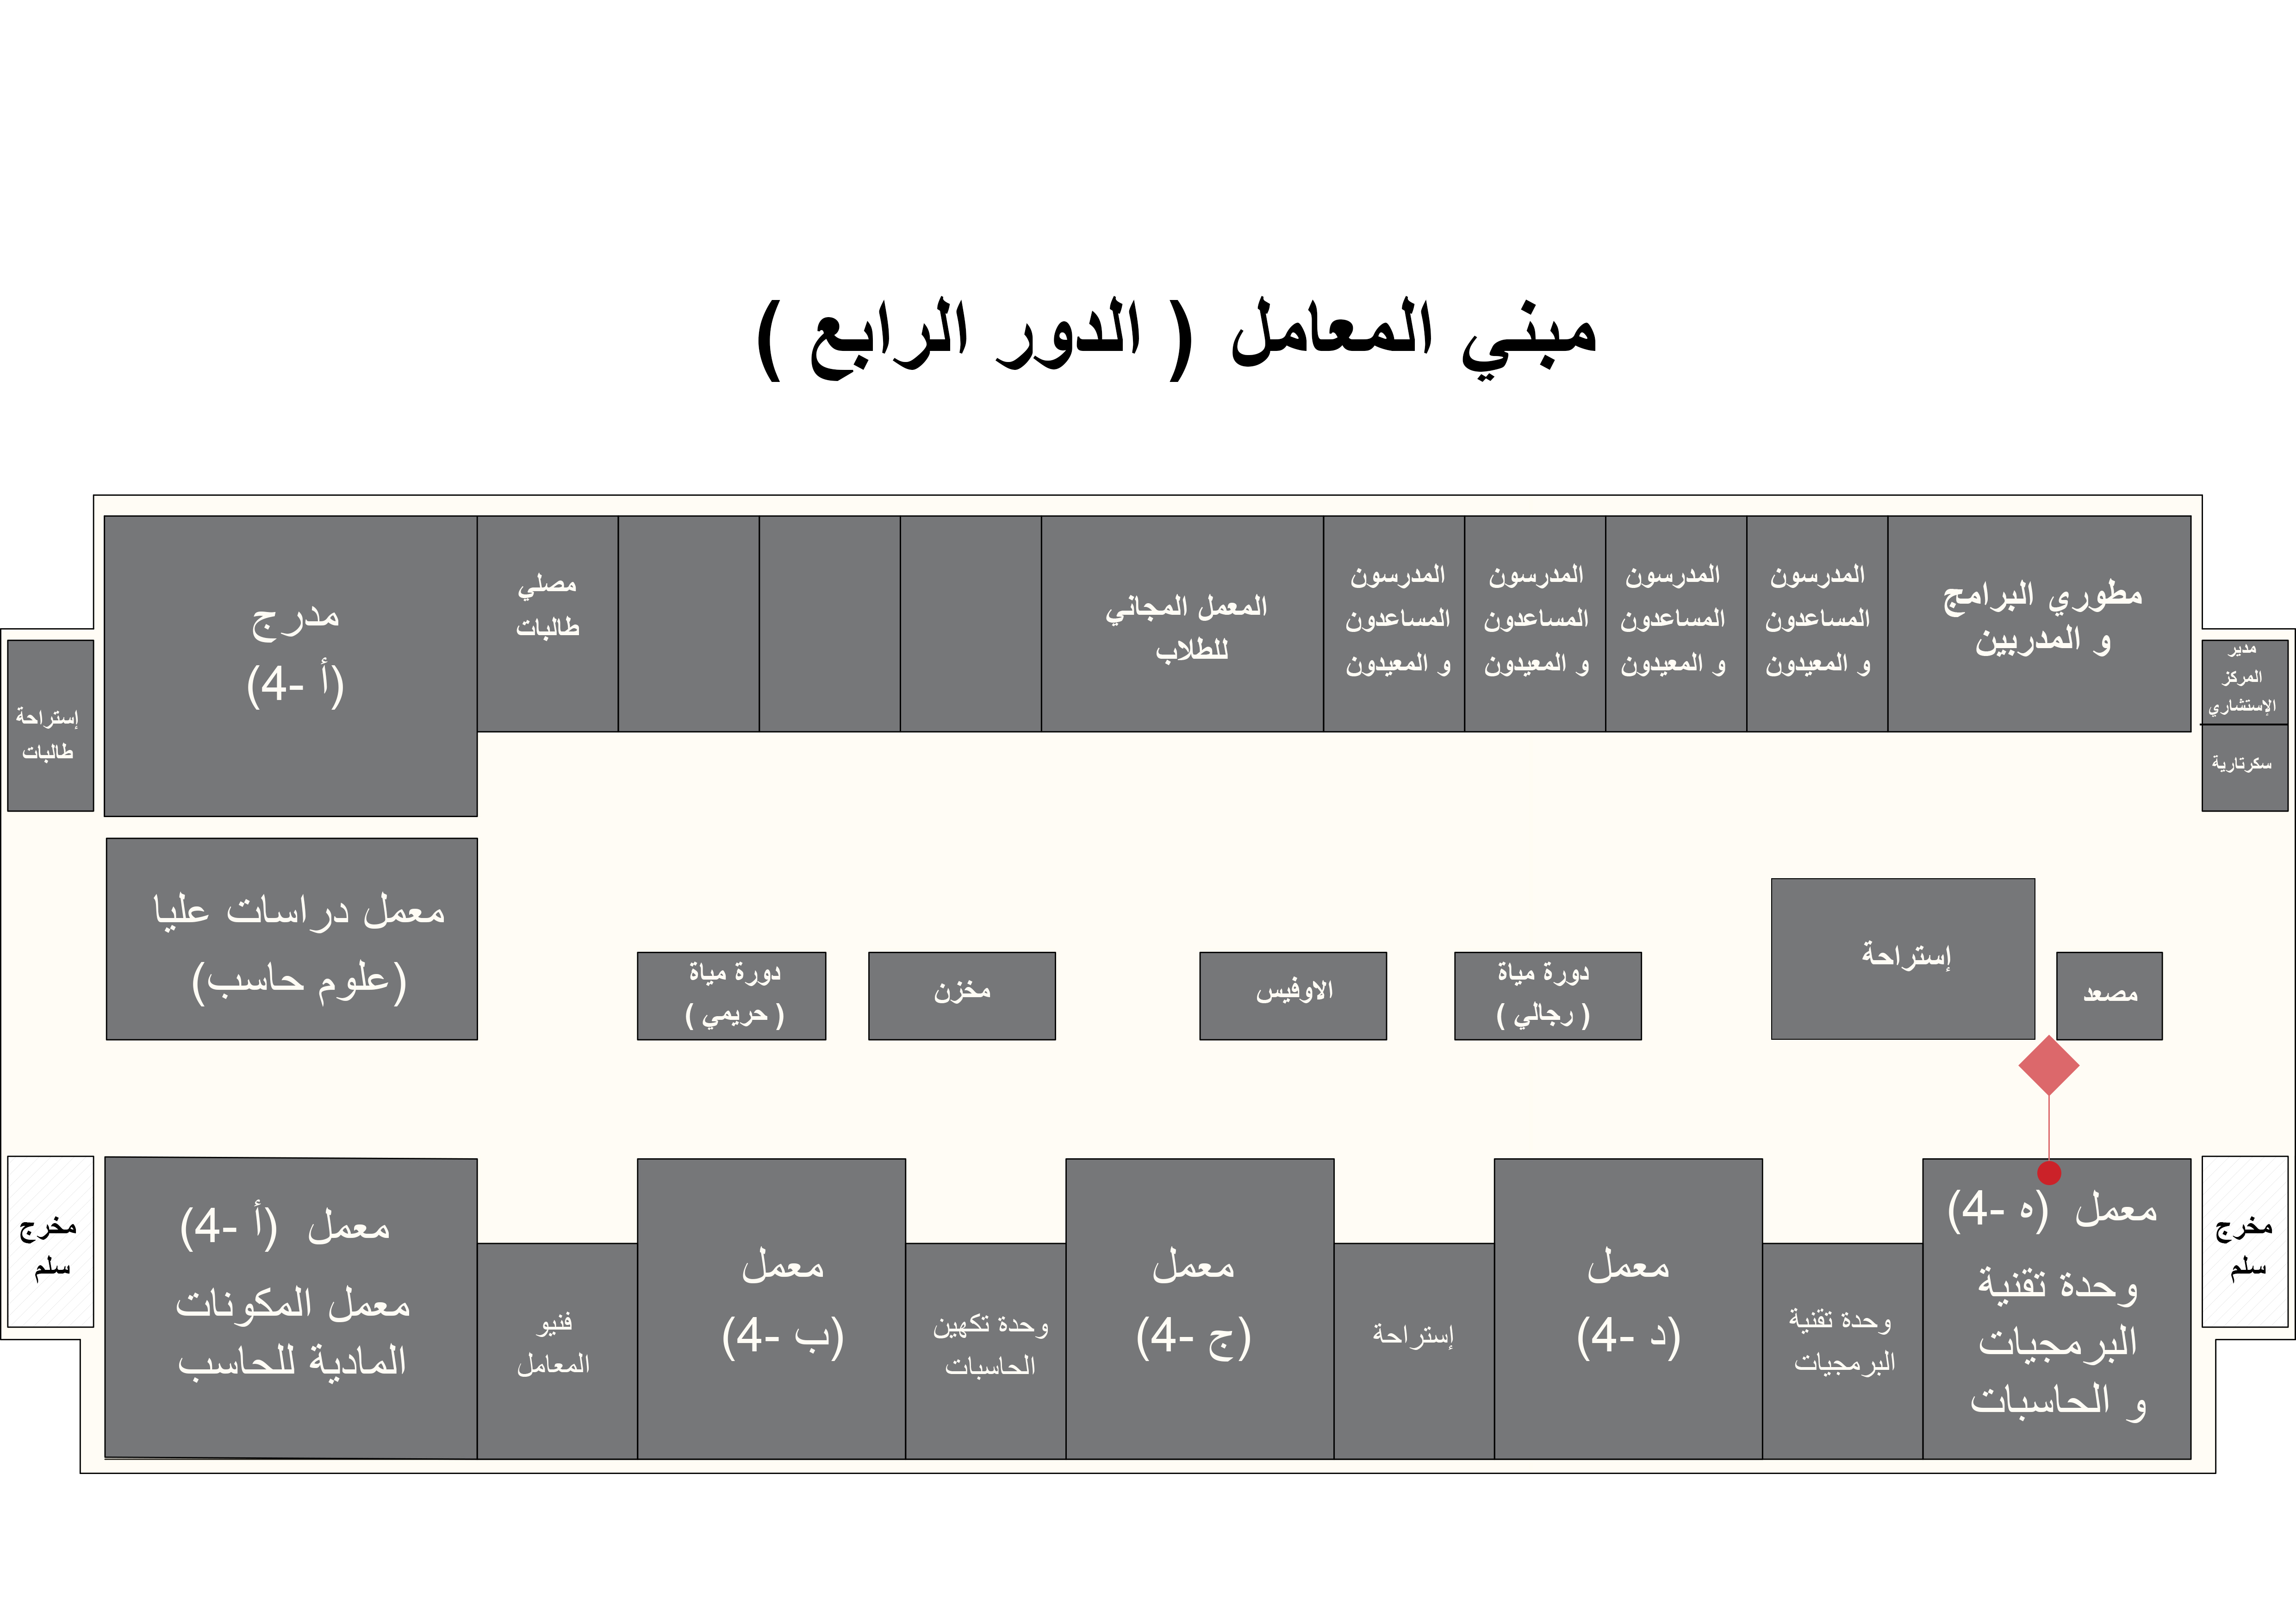 مبني المعامل ( الدور الرابع )
مطوري البرامج
و المدربين
المدرسون
المساعدون
و المعيدون
المدرسون
المساعدون
و المعيدون
المدرسون
المساعدون
و المعيدون
المدرسون
المساعدون
و المعيدون
المعمل المجاني
للطلاب
مصلي
طالبات
مدرج
(أ -4)
مدير
المركز
الإستشاري
سكرتارية
إستراحة
طالبات
مصعد
إستراحة
دورة مياة
( رجالي )
الاوفيس
مخزن
دورة مياة
( حريمي )
معمل دراسات عليا
(علوم حاسب)
مخرج
سلم
معمل (ه -4)
وحدة تقنية
البرمجيات
و الحاسبات
وحدة تقنية
البرمجيات
معمل
(د -4)
إستراحة
معمل
(ج -4)
وحدة تكهين
الحاسبات
معمل
(ب -4)
فنيو
المعامل
معمل (أ -4)
معمل المكونات
المادية للحاسب
مخرج
سلم